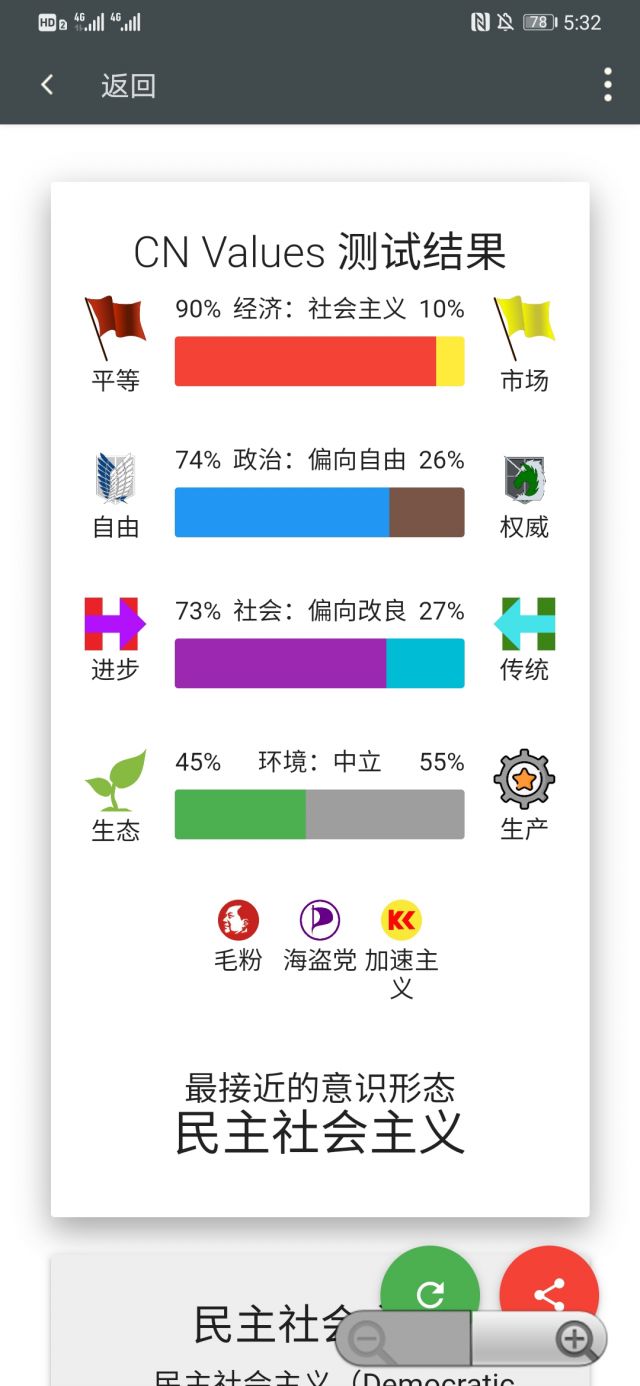 HD 2 4G 4G 78 5:32
返回
CN Values 测试结果
90% 经济：社会主义 10%
平等 市场
74% 政治：偏向自由 26%
自由 权威
73% 社会：偏向改良 27%
进步 传统
45% 环境：中立 55%
生态 生产
毛粉 海盗党 加速主
义
最接近的意识形态
民主社会主义
民主社会
民主社会主义（Democratic